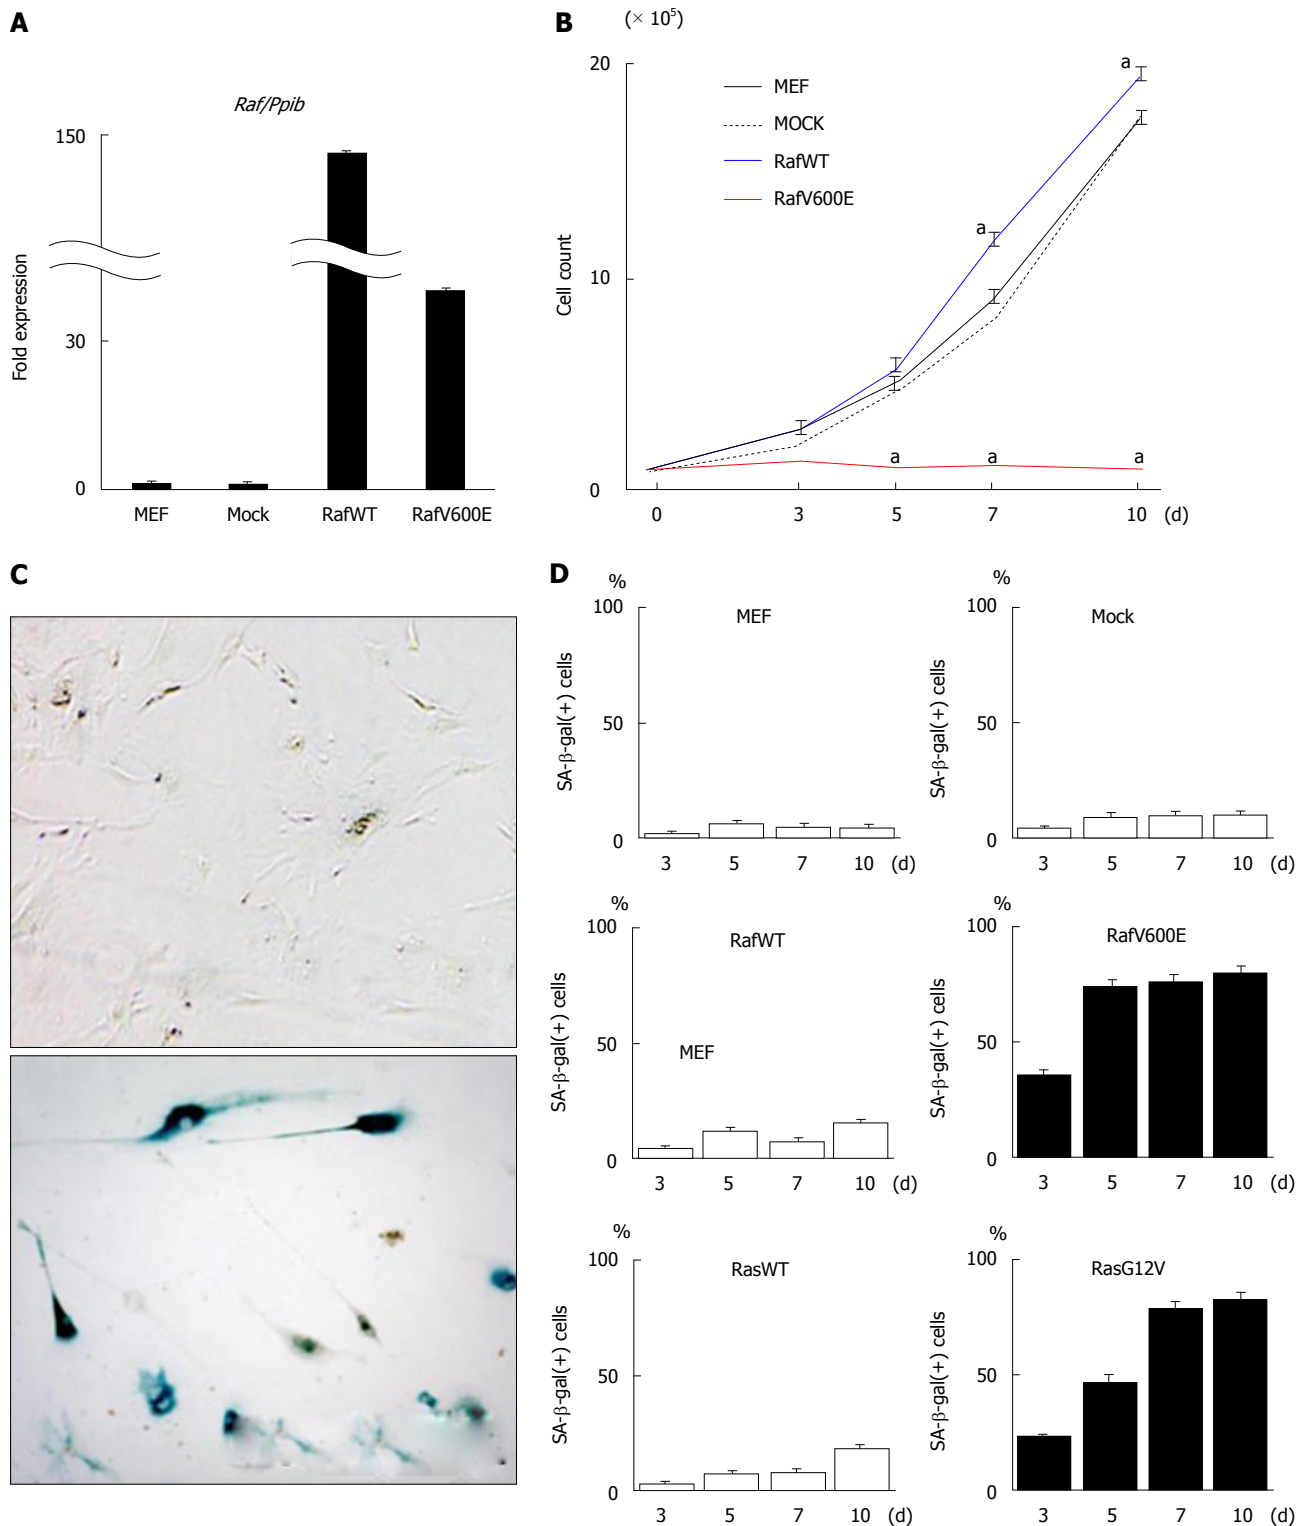 A
Raf/Ppib
150
30
0
Fold expression
MEF Mock RafWT RafV600E
B
(× 10⁵)
20
10
0
Cell count
MEF
MOCK
RafWT
RafV600E
a
a
a a a
0 3 5 7 10 (d)
C
D
%
100
50
0
SA-β-gal(+) cells
MEF
3 5 7 10 (d)
%
100
50
0
SA-β-gal(+) cells
Mock
3 5 7 10 (d)
%
100
50
0
SA-β-gal(+) cells
RafWT
MEF
3 5 7 10 (d)
%
100
50
0
SA-β-gal(+) cells
RafV600E
3 5 7 10 (d)
%
100
50
0
SA-β-gal(+) cells
RasWT
3 5 7 10 (d)
%
100
50
0
SA-β-gal(+) cells
RasG12V
3 5 7 10 (d)